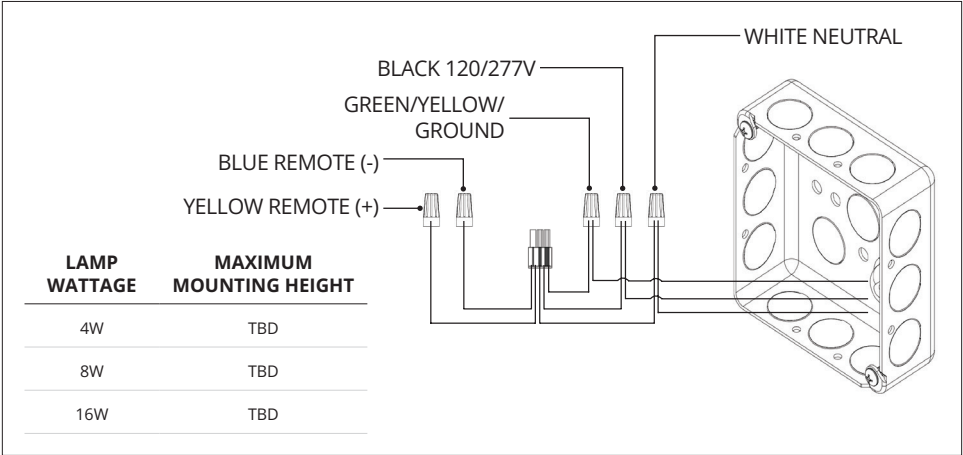 WHITE NEUTRAL
BLACK 120/277V
GREEN/YELLOW/
GROUND
BLUE REMOTE (-)
YELLOW REMOTE (+)
LAMP WATTAGE MAXIMUM MOUNTING HEIGHT
4W TBD
8W TBD
16W TBD